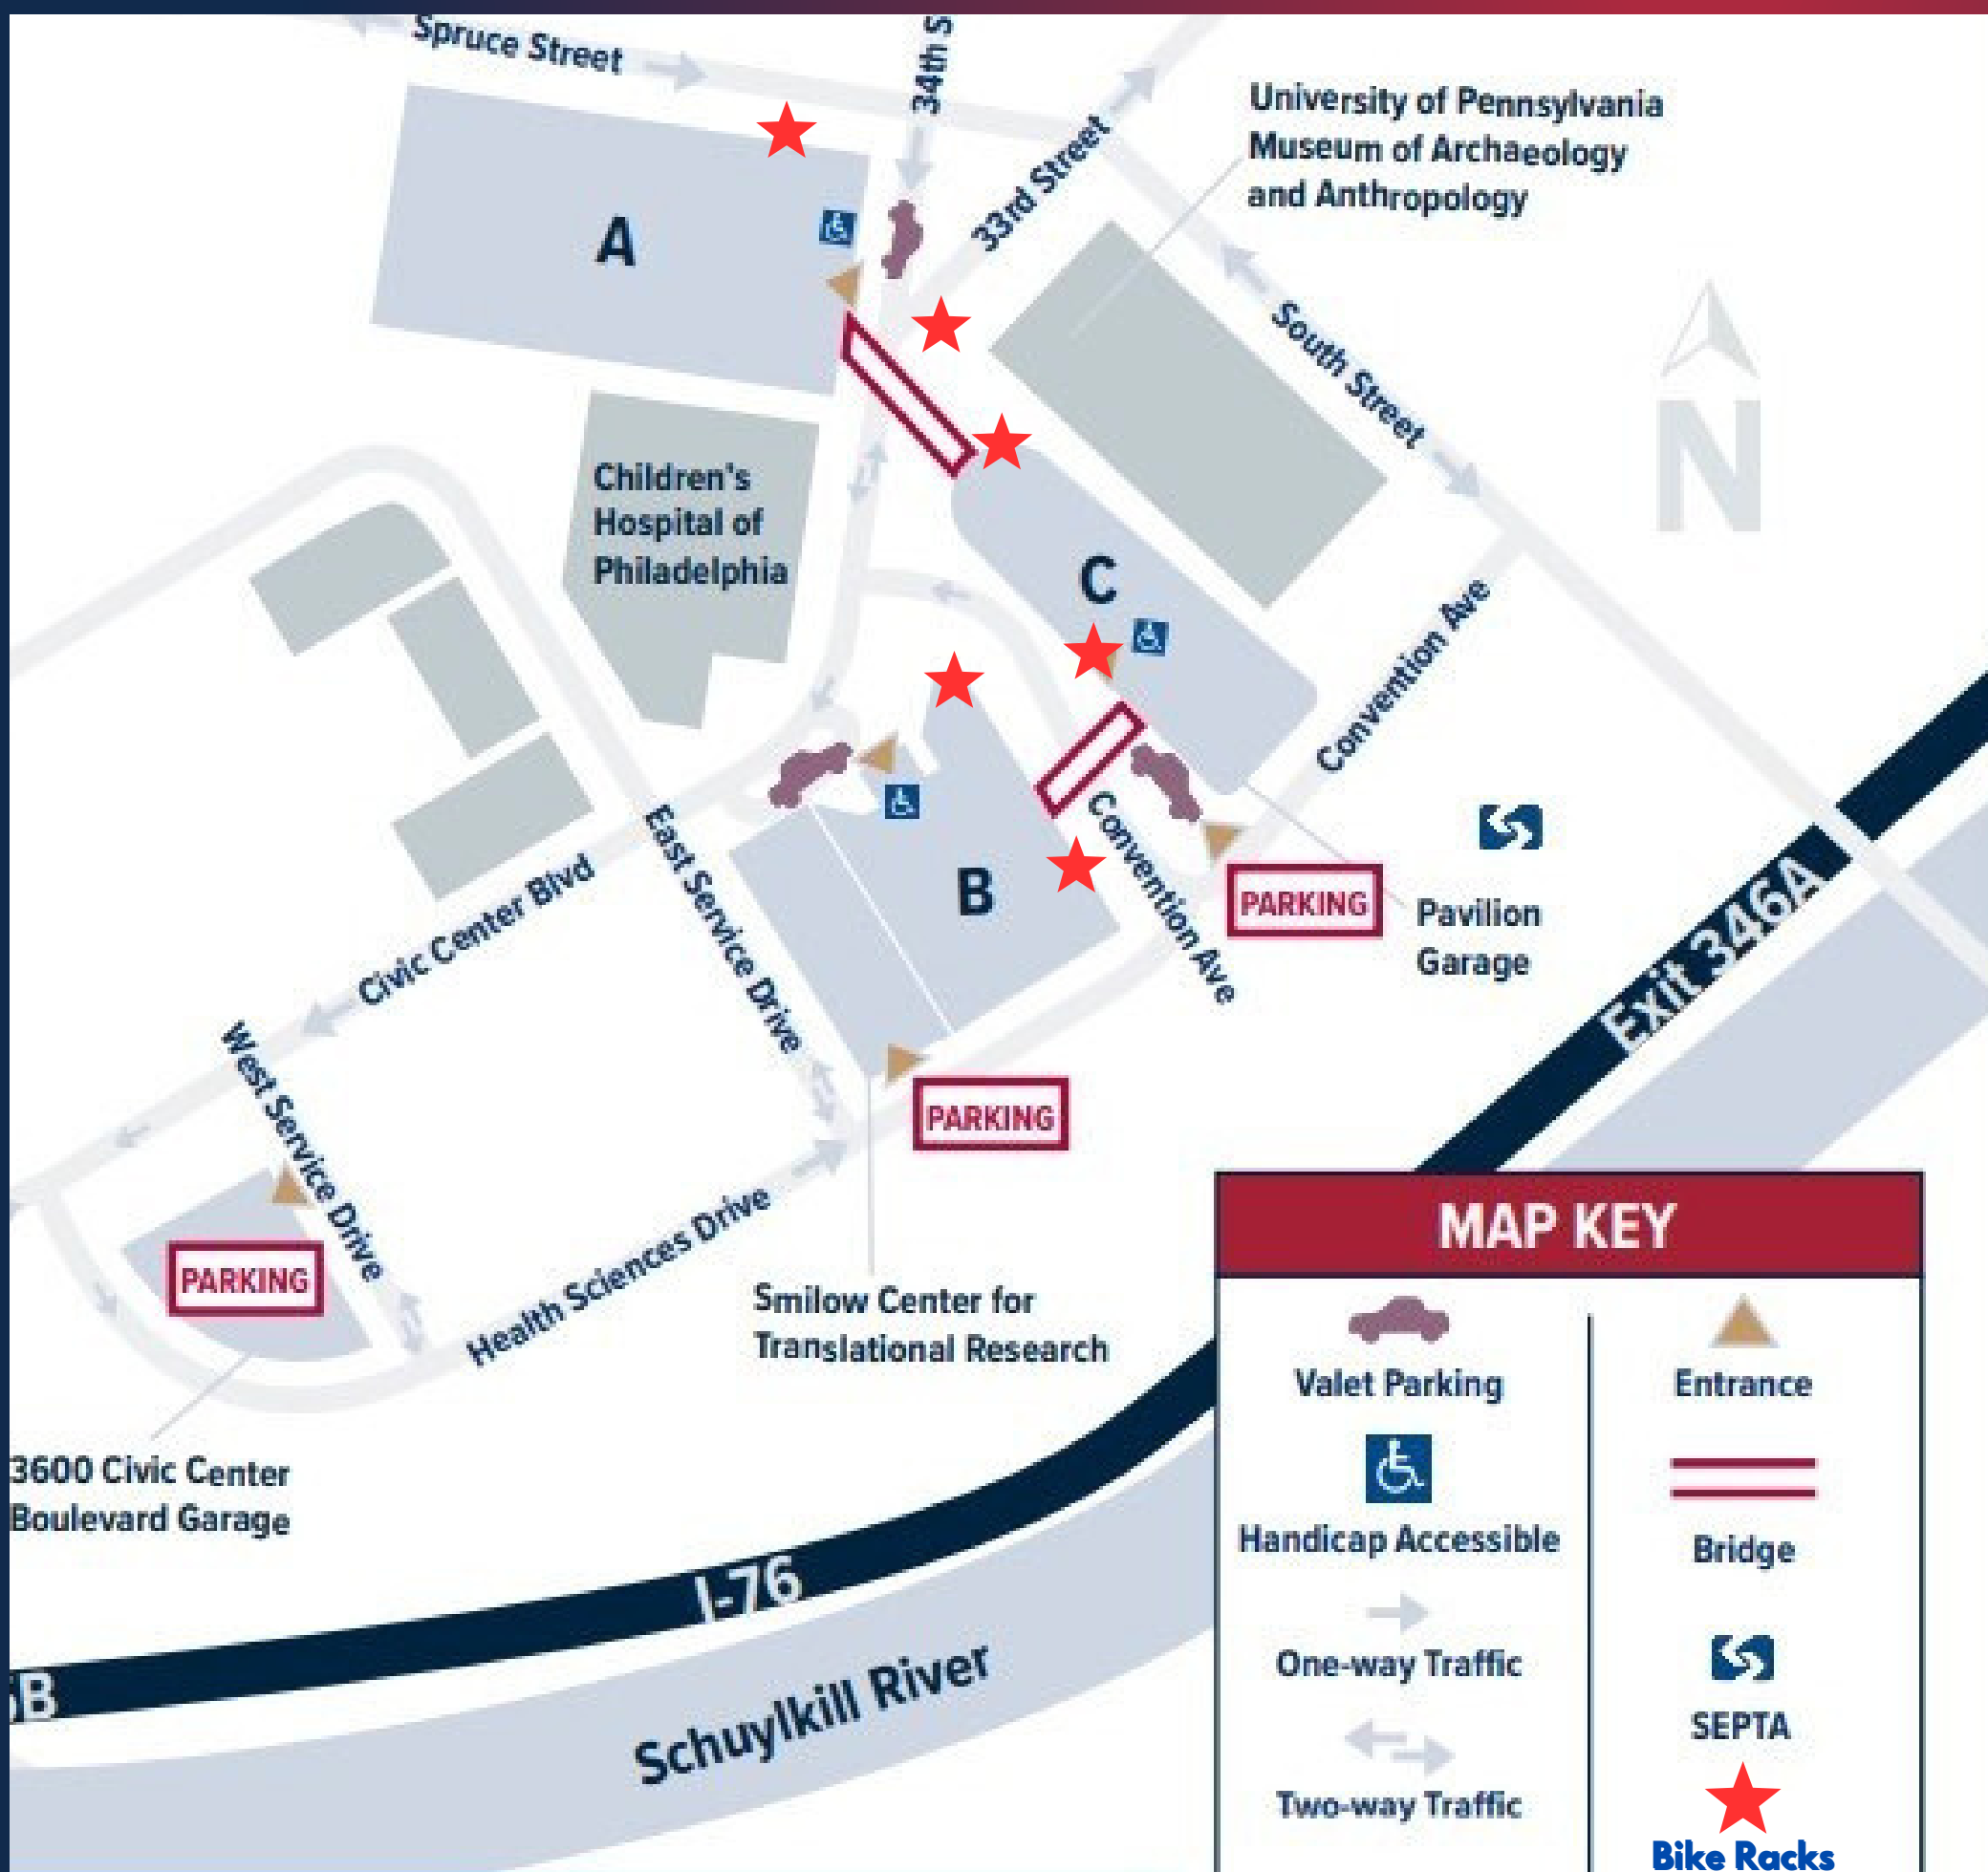 Spruce Street
34th S
33rd Street
University of Pennsylvania
Museum of Archaeology
and Anthropology
A
South Street
N
Children's
Hospital of
Philadelphia
C
Convention Ave
East Service Drive
B
Convention Ave
PARKING
Pavilion
Garage
Exit 346A
Civic Center Blvd
West Service Drive
PARKING
PARKING
Health Sciences Drive
Smilow Center for
Translational Research
3600 Civic Center
Boulevard Garage
I-76
Schuylkill River
MAP KEY
Valet Parking
Entrance
Handicap Accessible
Bridge
One-way Traffic
SEPTA
Two-way Traffic
Bike Racks